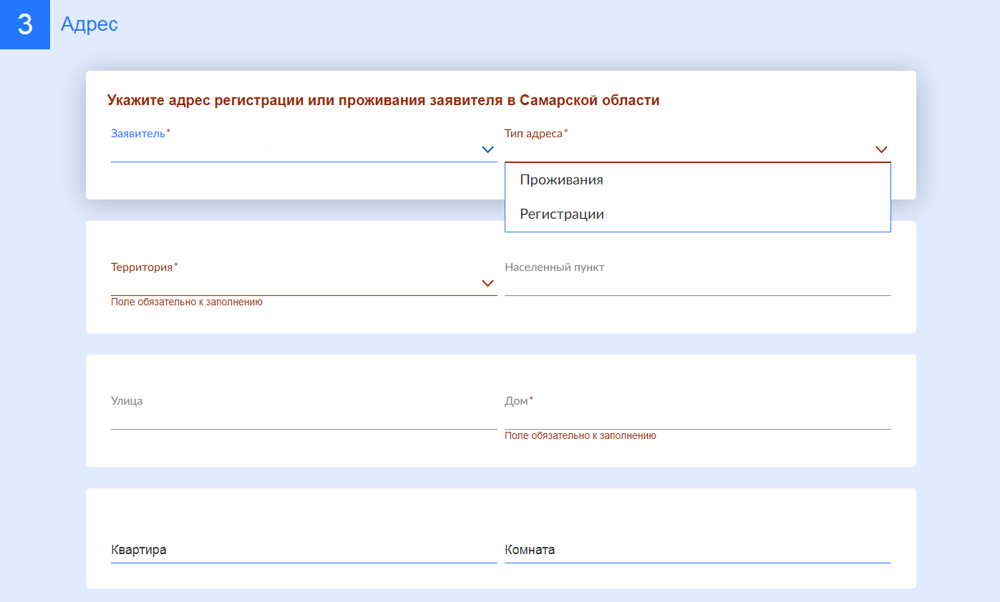 3
Адрес
Укажите адрес регистрации или проживания заявителя в Самарской области
Заявитель* Тип адреса*
Проживания
Регистрации
Территория* Населенный пункт
Поле обязательно к заполнению
Улица Дом*
Поле обязательно к заполнению
Квартира Комната